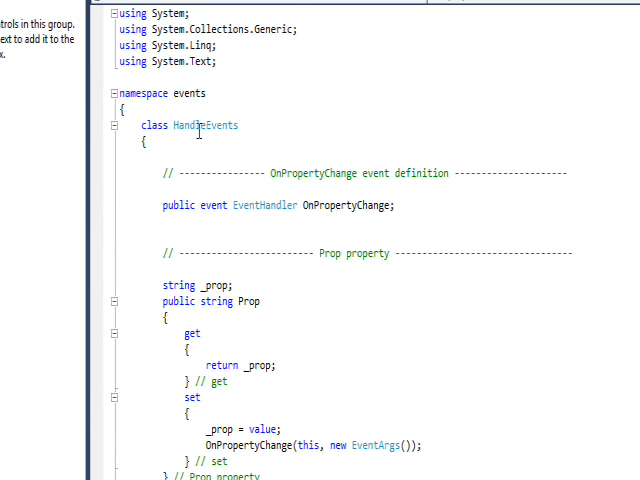 trols in this group.
ext to add it to the
x.
using System;
using System.Collections.Generic;
using System.Linq;
using System.Text;
namespace events
{
class HandleEvents
{
// ---------------- OnPropertyChange event definition ---------------------
public event EventHandler OnPropertyChange;
// ------------------------- Prop property ---------------------------------
string _prop;
public string Prop
{
get
{
return _prop;
} // get
set
{
_prop = value;
OnPropertyChange(this, new EventArgs());
} // set
} // Prop property